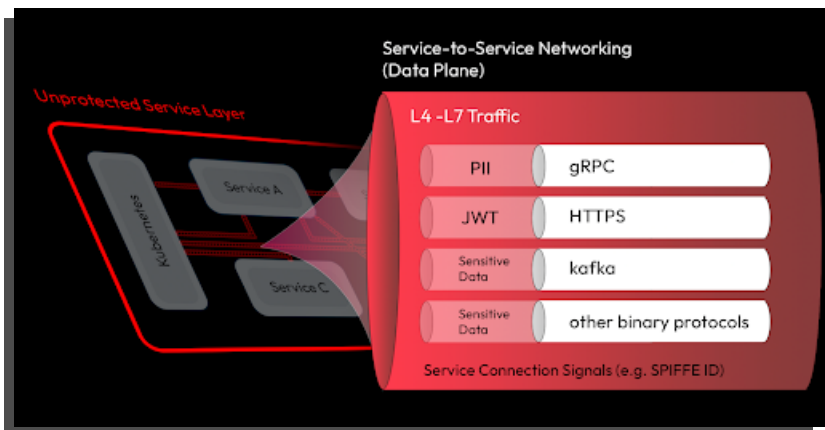 Service-to-Service Networking
(Data Plane)
Unprotected Service Layer
L4 -L7 Traffic
PII
gRPC
JWT
HTTPS
Sensitive
Data
kafka
Sensitive
Data
other binary protocols
Service Connection Signals (e.g. SPIFFE ID)
Kubernetes
Service A
Service C